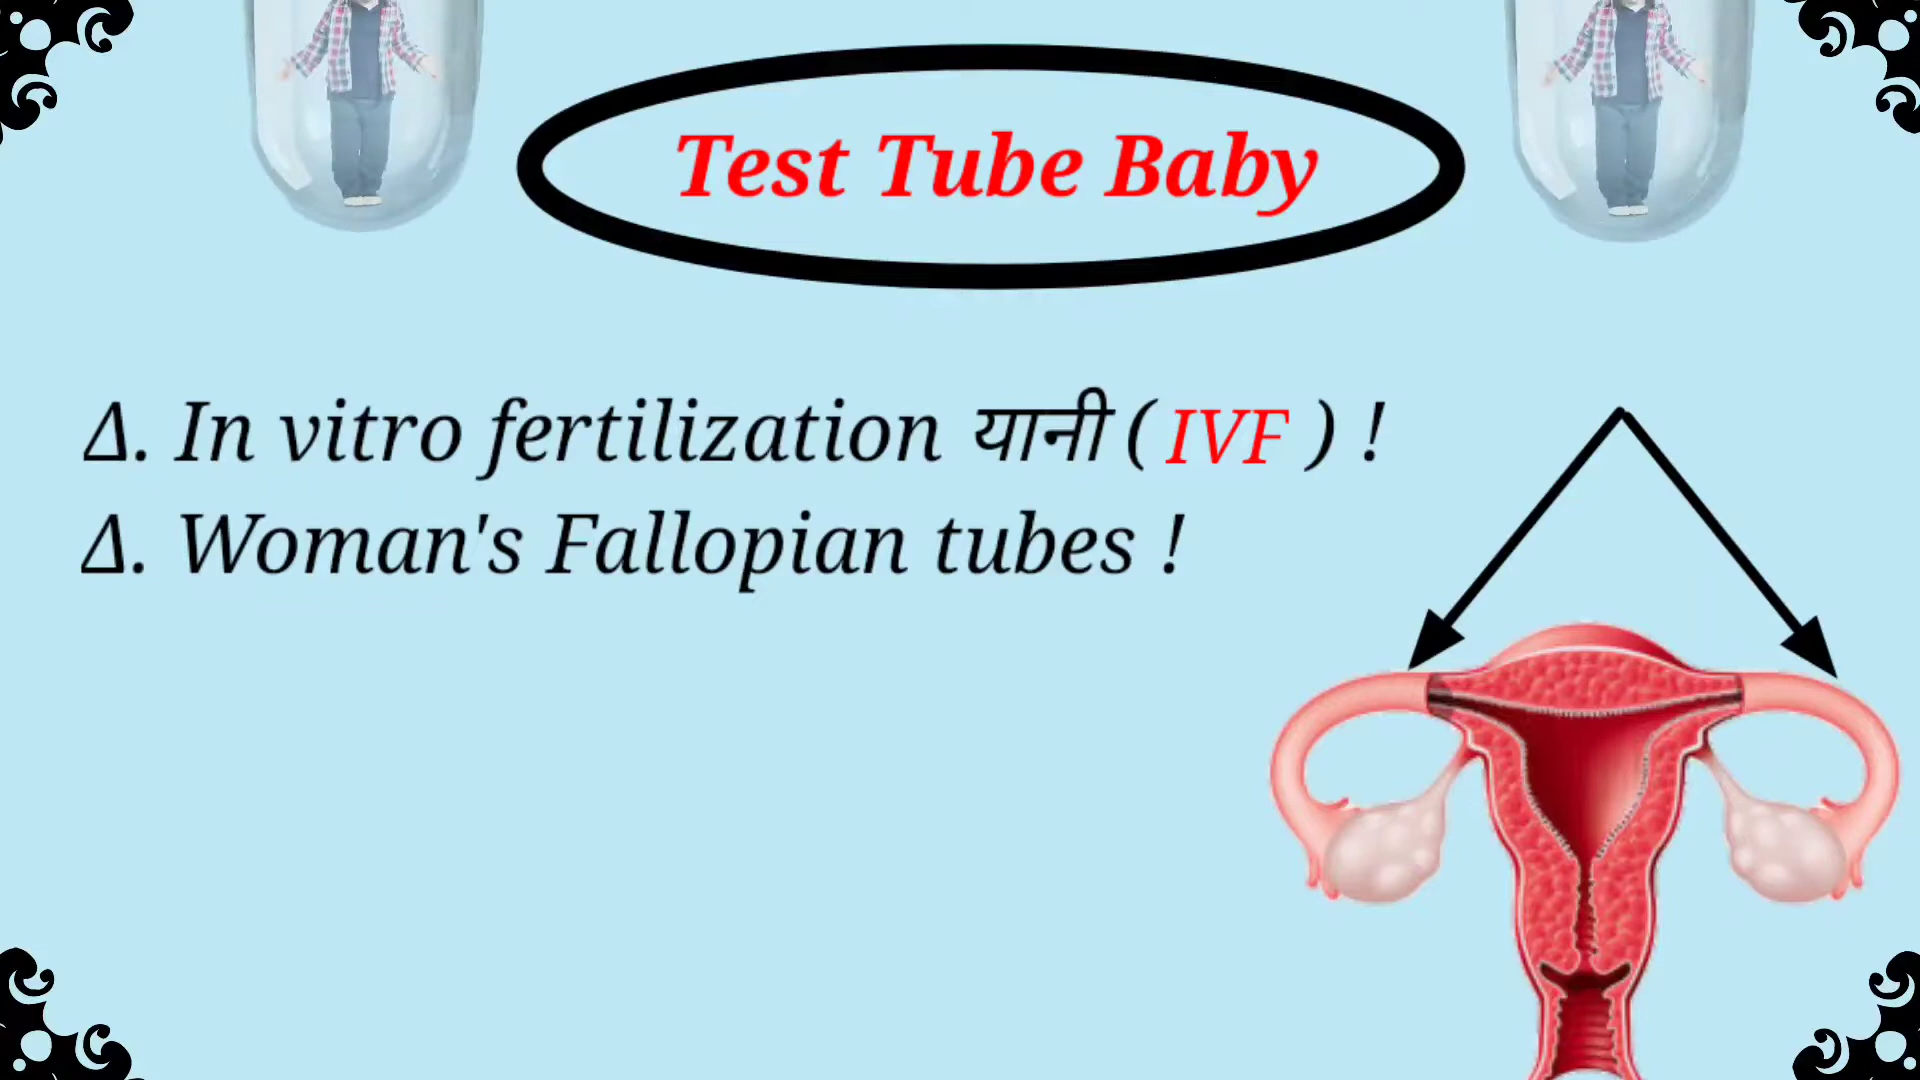 Test Tube Baby
Δ. In vitro fertilization यानी ( IVF ) !
Δ. Woman's Fallopian tubes !